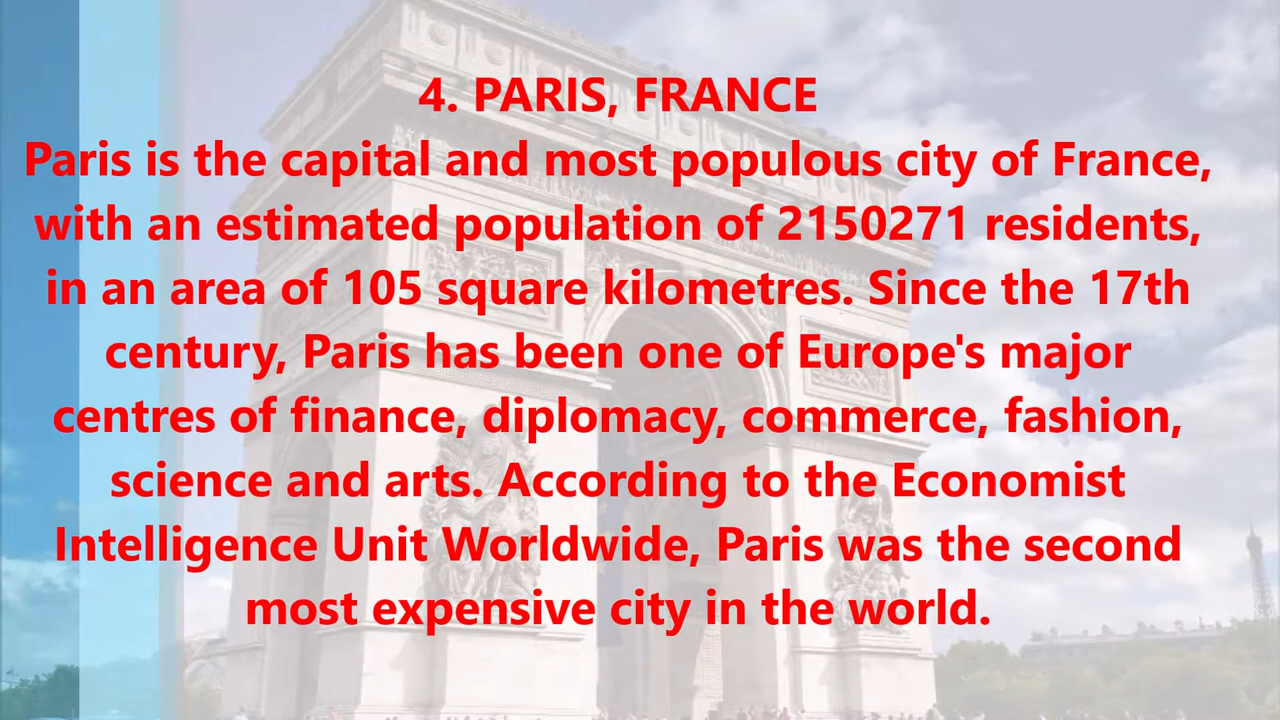 4. PARIS, FRANCE
Paris is the capital and most populous city of France,
with an estimated population of 2150271 residents,
in an area of 105 square kilometres. Since the 17th
century, Paris has been one of Europe's major
centres of finance, diplomacy, commerce, fashion,
science and arts. According to the Economist
Intelligence Unit Worldwide, Paris was the second
most expensive city in the world.